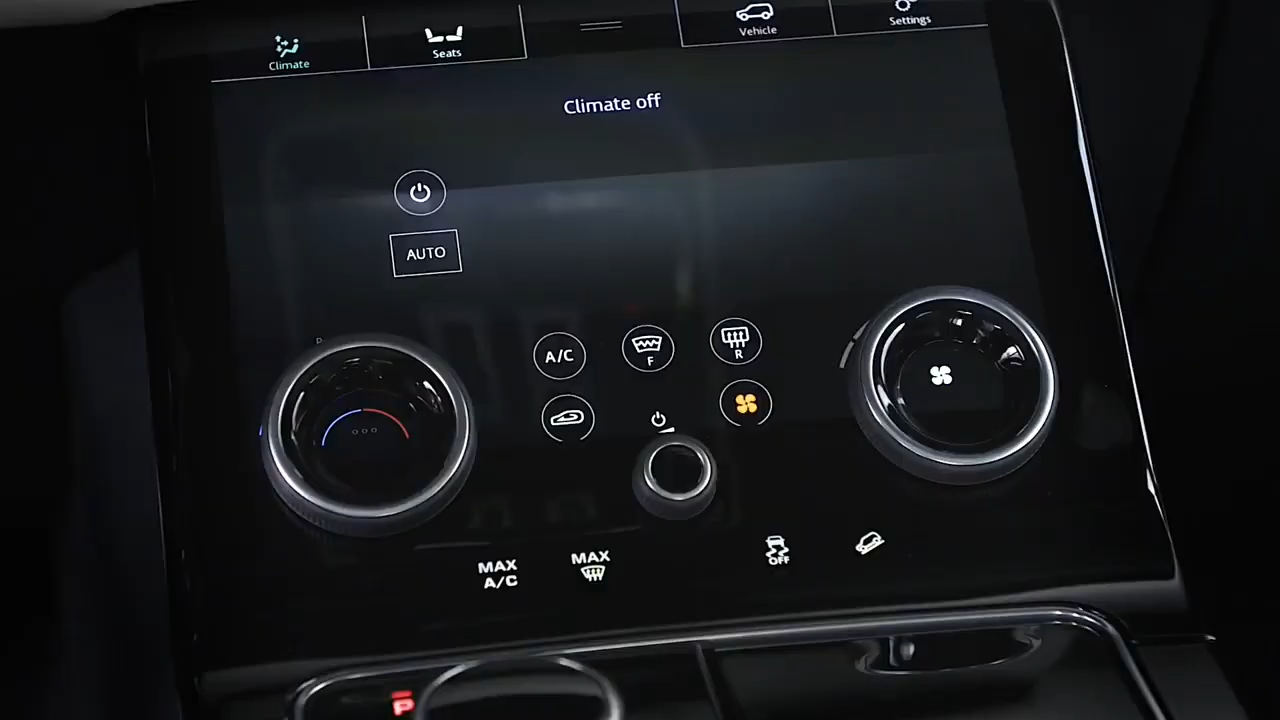 Climate
Seats
Vehicle
Settings
Climate off
AUTO
A/C
F
R
MAX
A/C
MAX
OFF
P